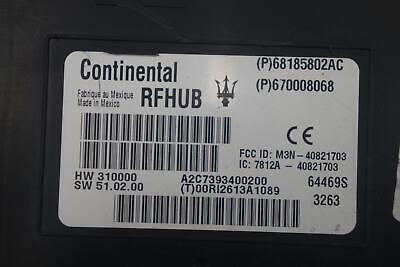 Continental
(P)68185802AC
Fabriqué au Mexique
Made in Mexico
RFHUB
(P)670008068
CE
FCC ID: M3N-40821703
IC: 7812A-40821703
HW 310000
SW 51.02.00
A2C7393400200
(T)00RI2613A1089
64469S
3263